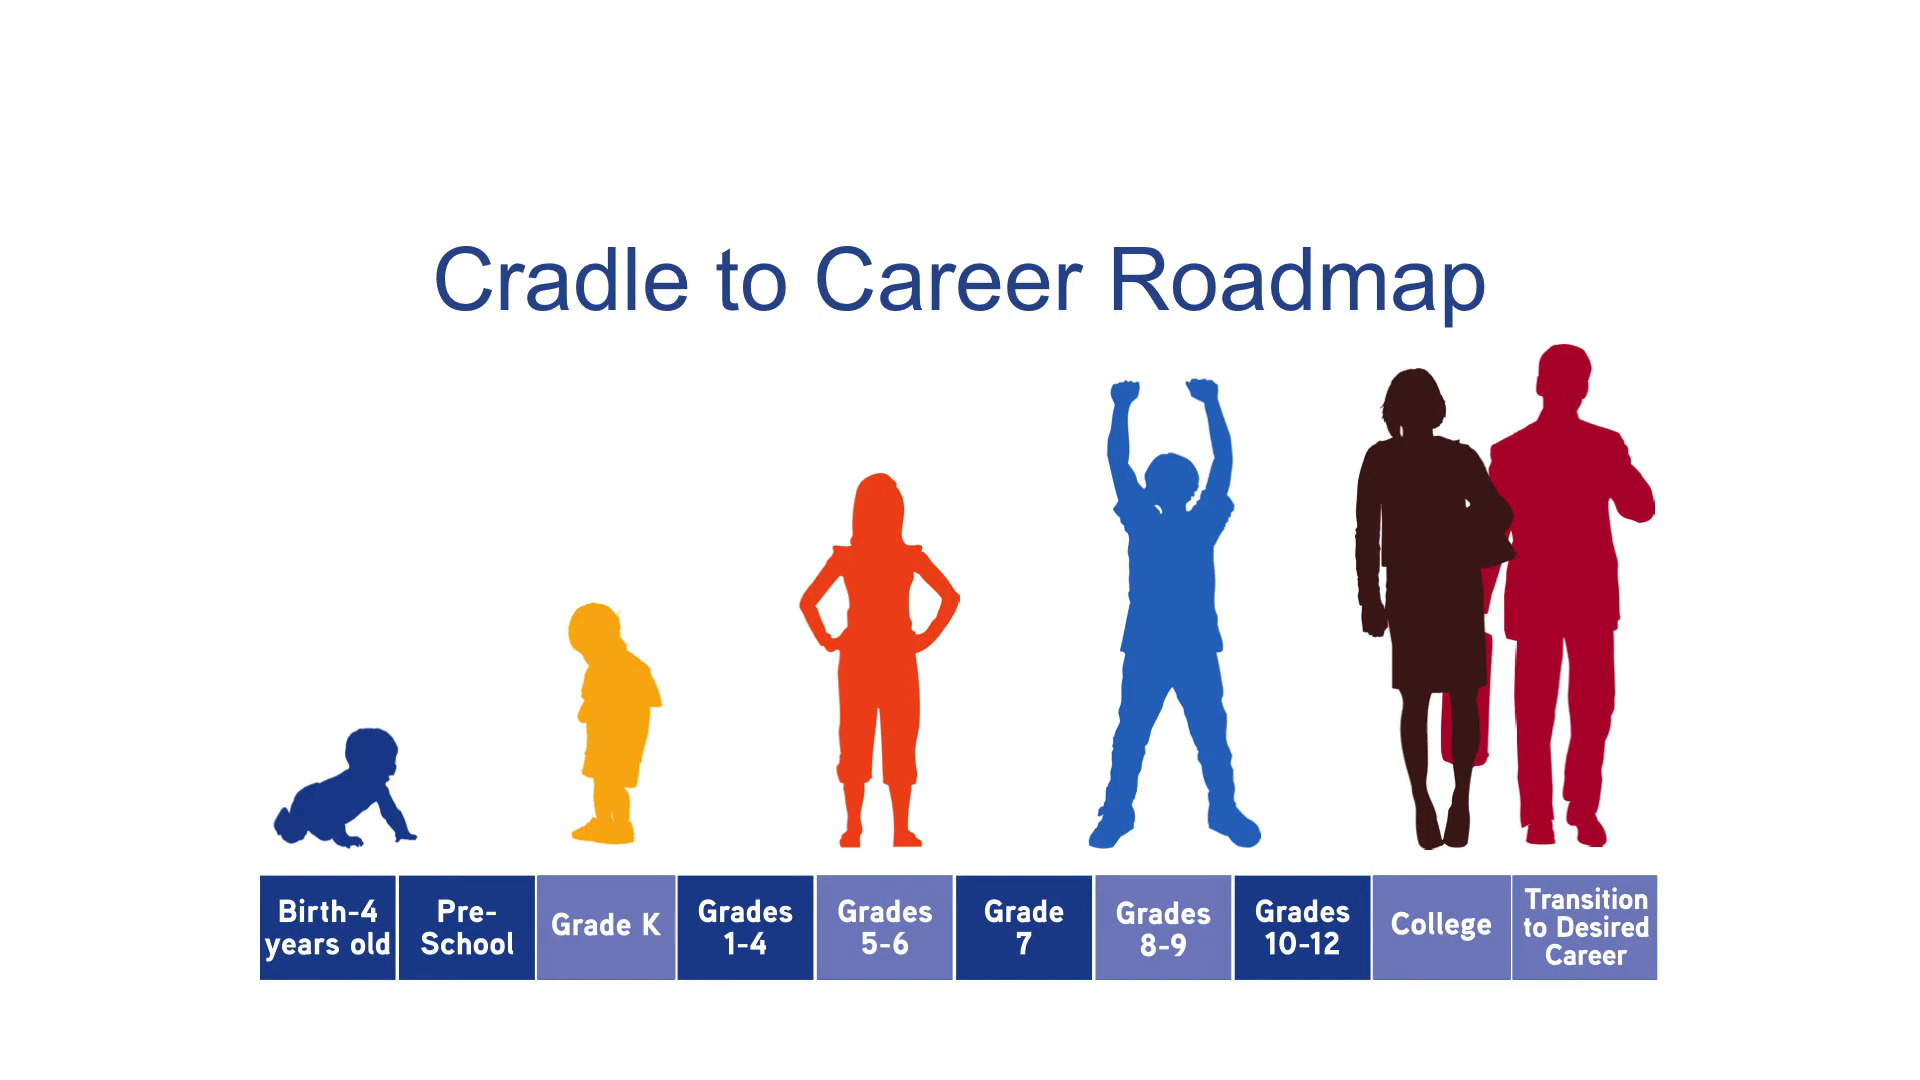 Cradle to Career Roadmap
Birth-4
years old
Pre-
School
Grade K
Grades
1-4
Grades
5-6
Grade
7
Grades
8-9
Grades
10-12
College
Transition
to Desired
Career